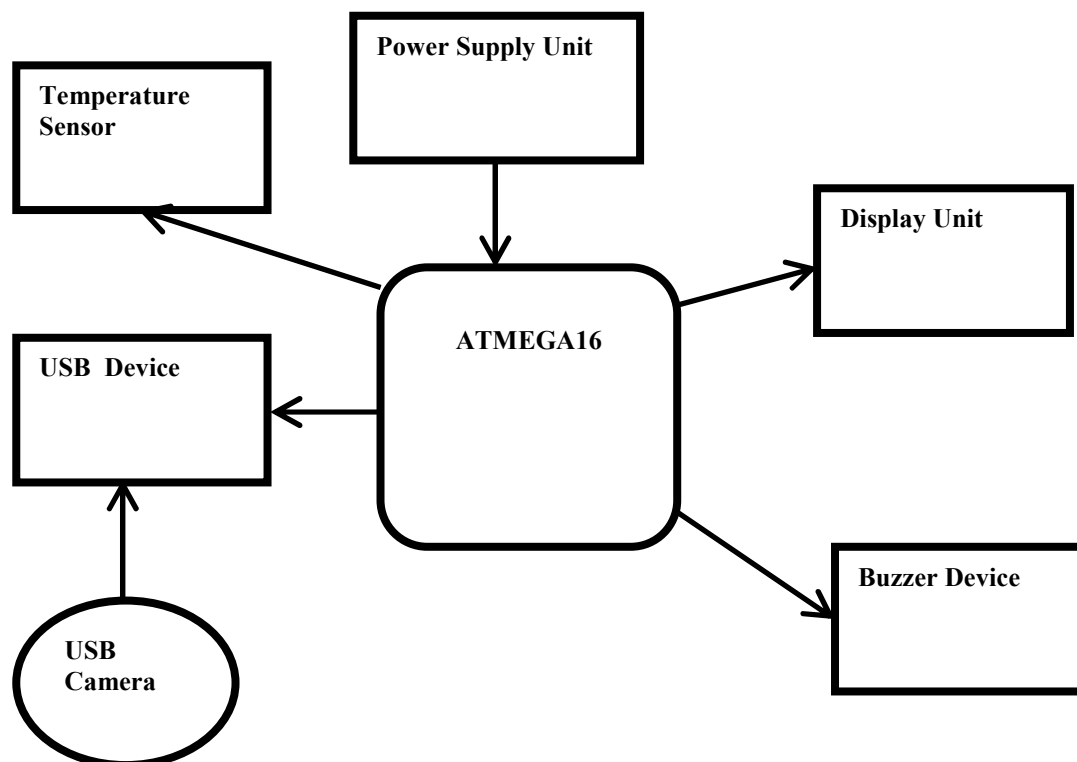 Power Supply Unit
Temperature
Sensor
Display Unit
ATMEGA16
USB  Device
Buzzer Device
USB
Camera